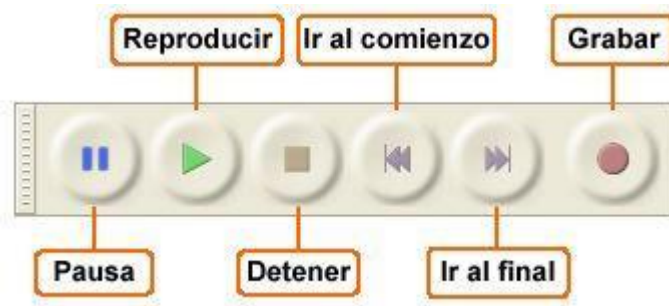 Reproducir
Ir al comienzo
Grabar
Pausa
Detener
Ir al final